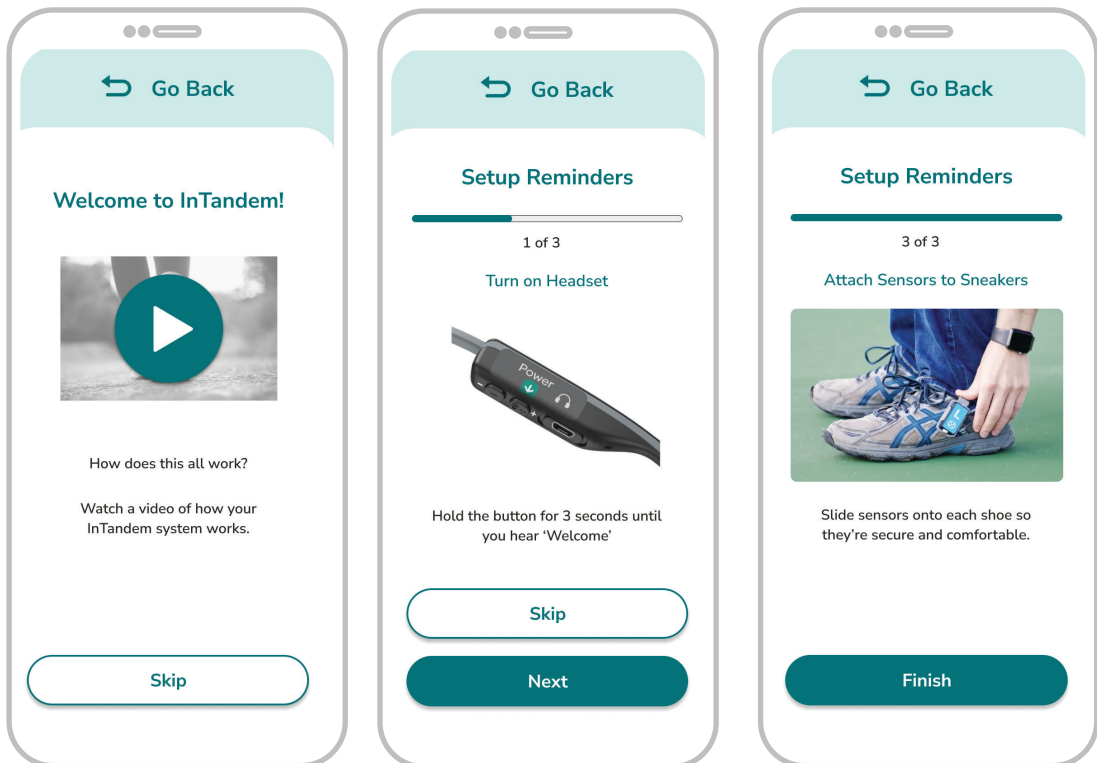 Go Back
Welcome to InTandem!
How does this all work?
Watch a video of how your
InTandem system works.
Skip
Go Back
Setup Reminders
1 of 3
Turn on Headset
Power
-
+
Hold the button for 3 seconds until
you hear ‘Welcome’
Skip
Next
Go Back
Setup Reminders
3 of 3
Attach Sensors to Sneakers
L
Slide sensors onto each shoe so
they’re secure and comfortable.
Finish